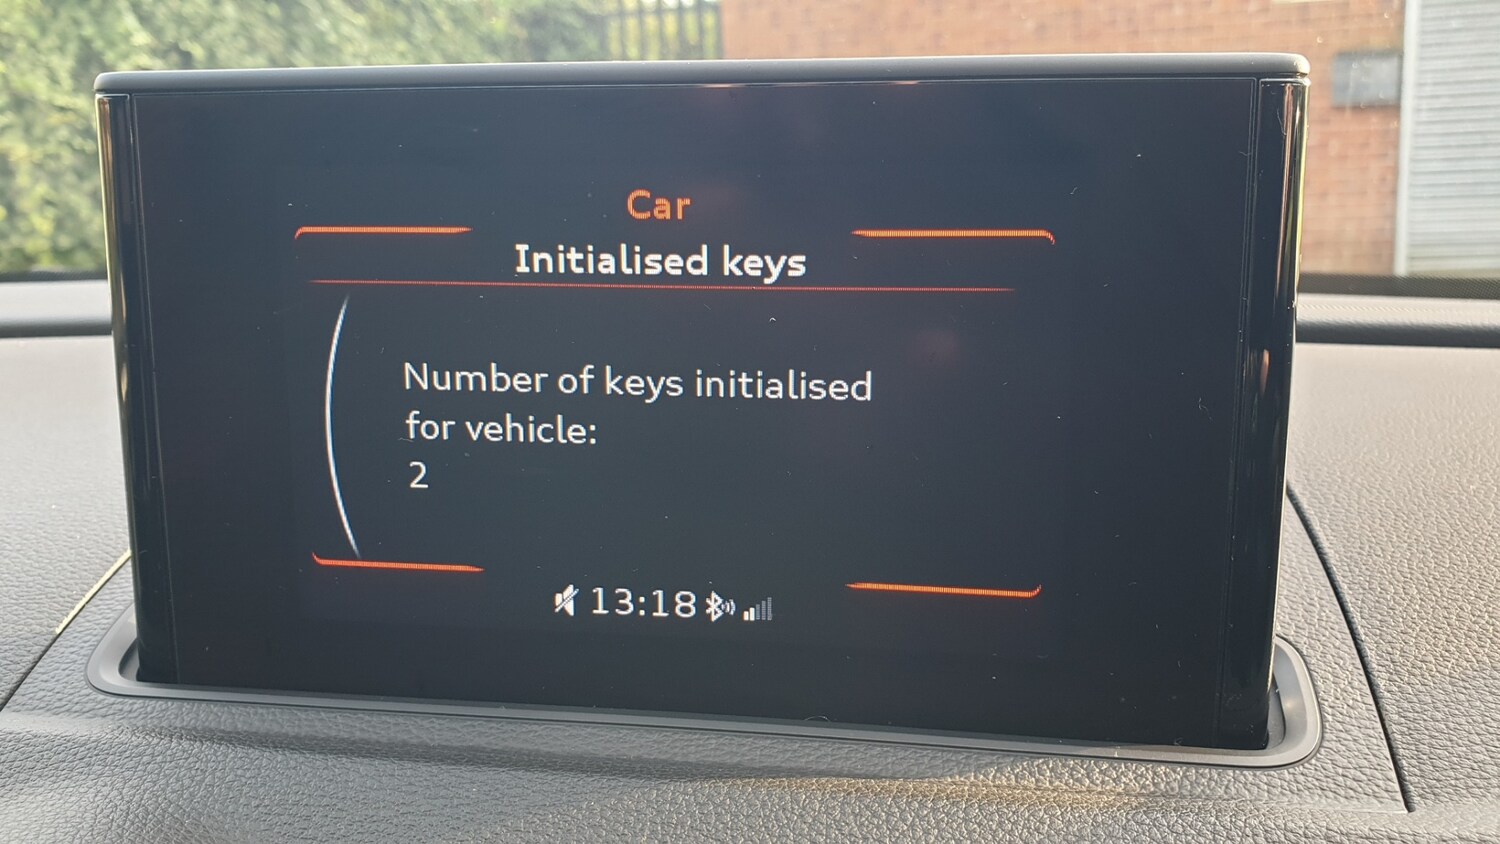 Car
Initialised keys
Number of keys initialised
for vehicle:
2
13:18